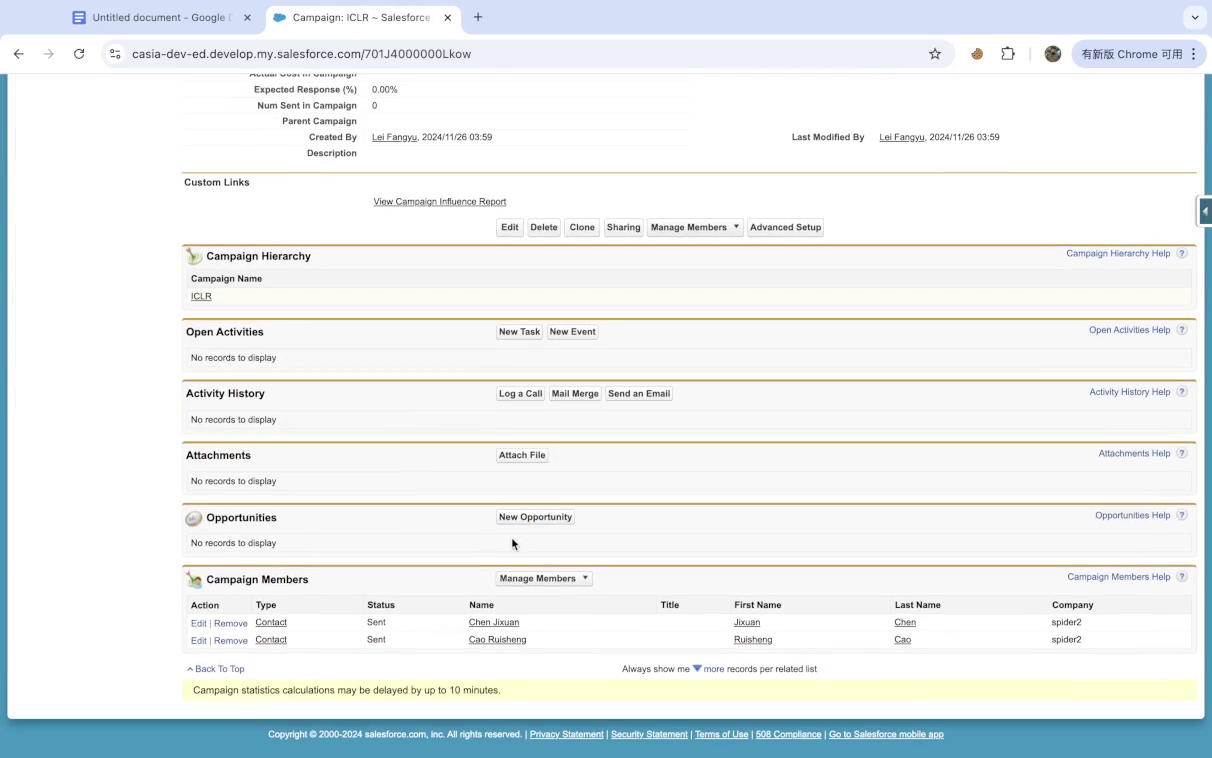 Untitled document - Google D
Campaign: ICLR ~ Salesforce
casia-dev-ed.my.salesforce.com/701J4000000Lkow
有新版 Chrome 可用
Actual Cost in Campaign
Expected Response (%) 0.00%
Num Sent in Campaign 0
Parent Campaign
Created By Lei Fangyu, 2024/11/26 03:59 Last Modified By Lei Fangyu, 2024/11/26 03:59
Description
Custom Links
View Campaign Influence Report
Edit Delete Clone Sharing Manage Members Advanced Setup
Campaign Hierarchy Campaign Hierarchy Help ?
Campaign Name
ICLR
Open Activities New Task New Event Open Activities Help ?
No records to display
Activity History Log a Call Mail Merge Send an Email Activity History Help ?
No records to display
Attachments Attach File Attachments Help ?
No records to display
Opportunities New Opportunity Opportunities Help ?
No records to display
Campaign Members Manage Members Campaign Members Help ?
Action Type Status Name Title First Name Last Name Company
Edit | Remove Contact Sent Chen Jixuan Jixuan Chen spider2
Edit | Remove Contact Sent Cao Ruisheng Ruisheng Cao spider2
Back To Top Always show me more records per related list
Campaign statistics calculations may be delayed by up to 10 minutes.
Copyright © 2000-2024 salesforce.com, inc. All rights reserved. | Privacy Statement | Security Statement | Terms of Use | 508 Compliance | Go to Salesforce mobile app